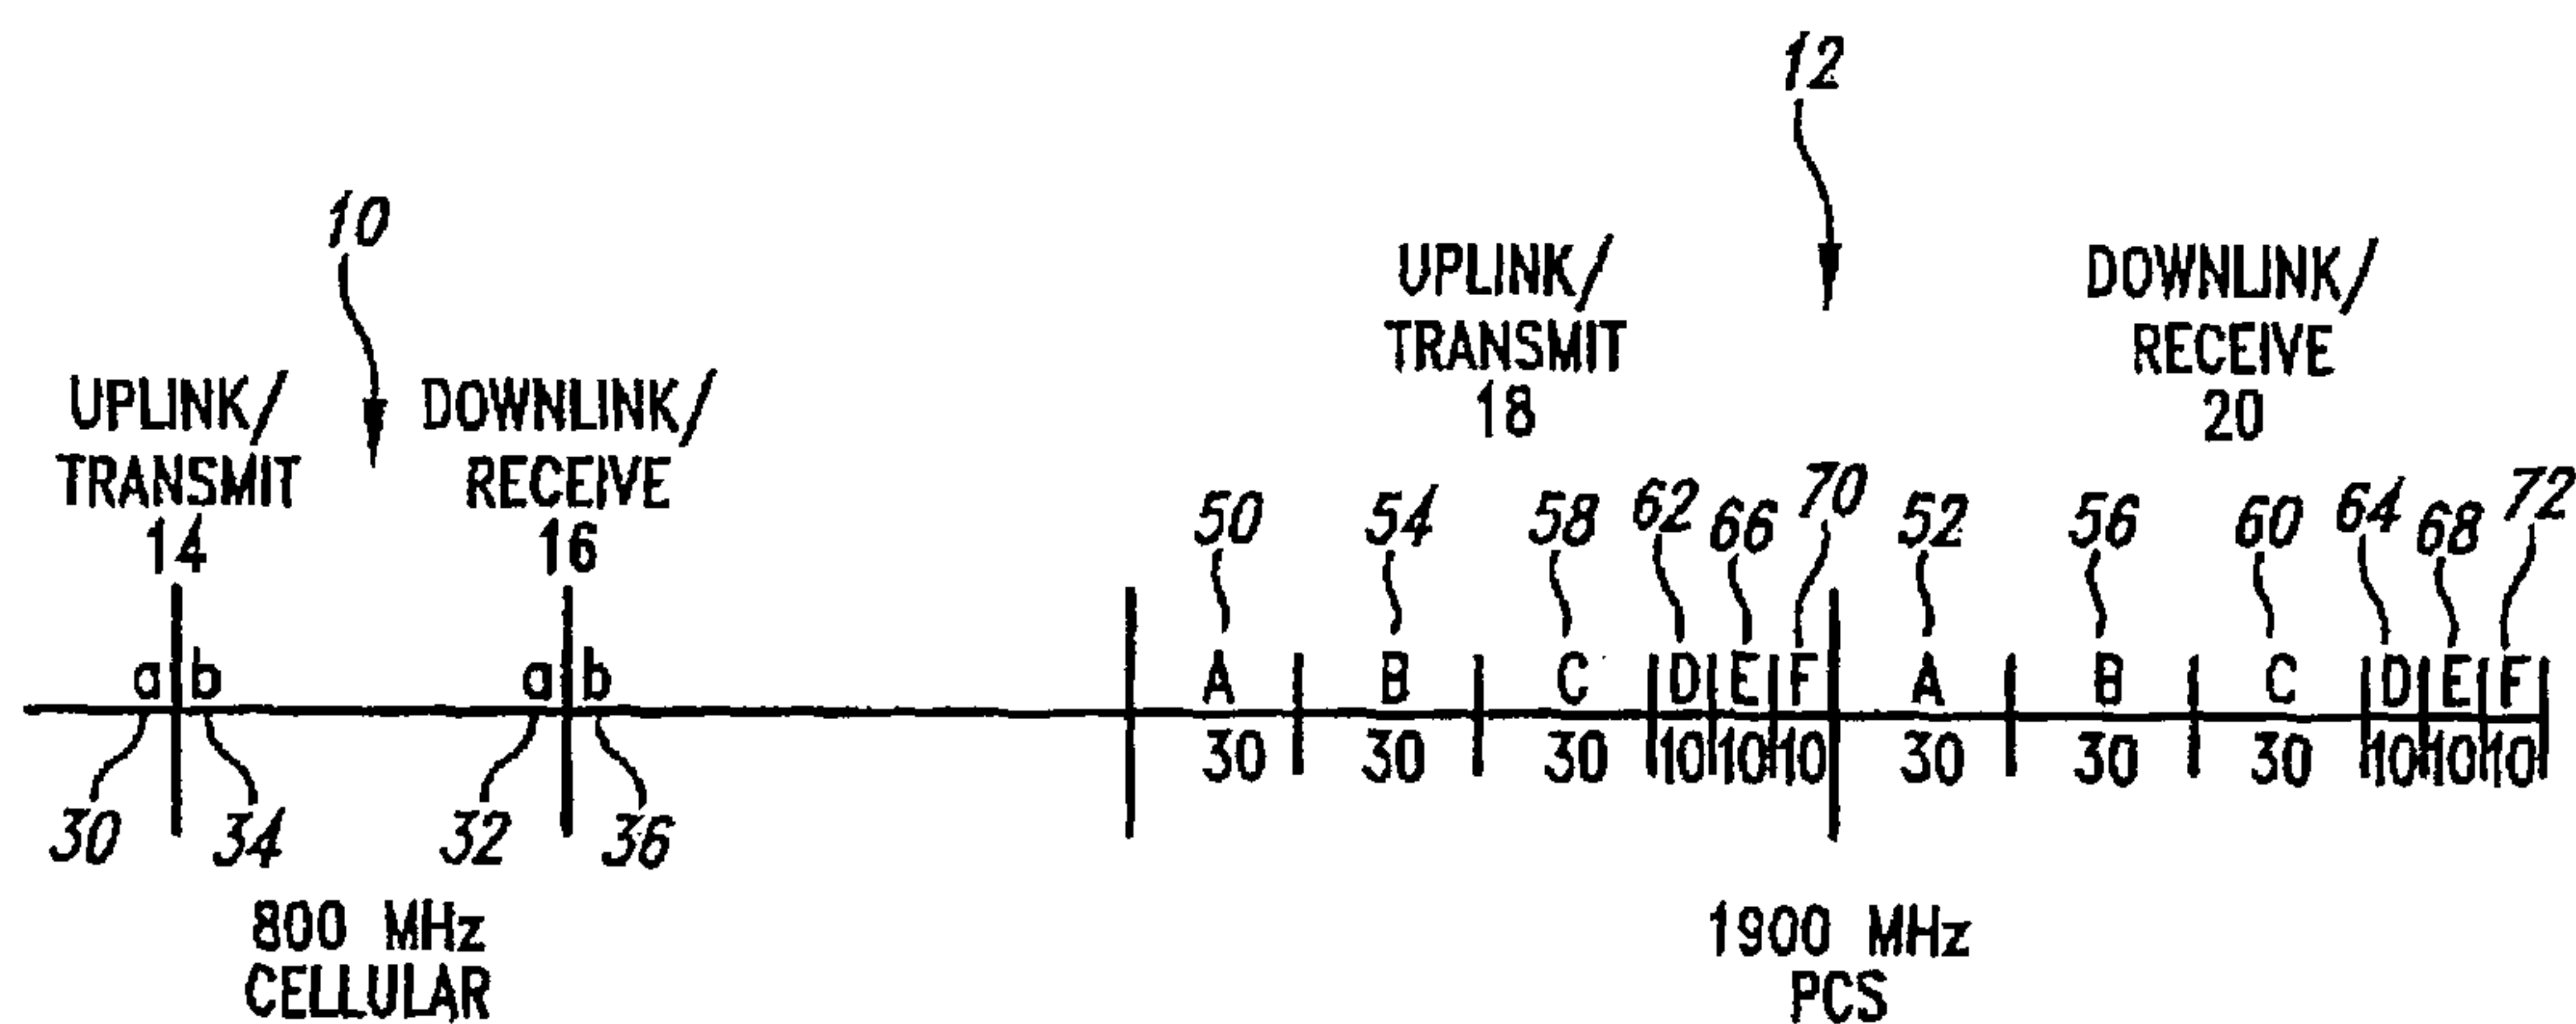 12
10
UPLINK/
TRANSMIT
18
DOWNLINK/
RECEIVE
20
UPLINK/
TRANSMIT
14
DOWNLINK/
RECEIVE
16
50 54 58 62 66 70 52 56 60 64 68 72
a b a b A B C D E F A B C D E F
30 30 30 10 10 10 30 30 30 10 10 10
30 34 32 36
800 MHz
CELLULAR
1900 MHz
PCS